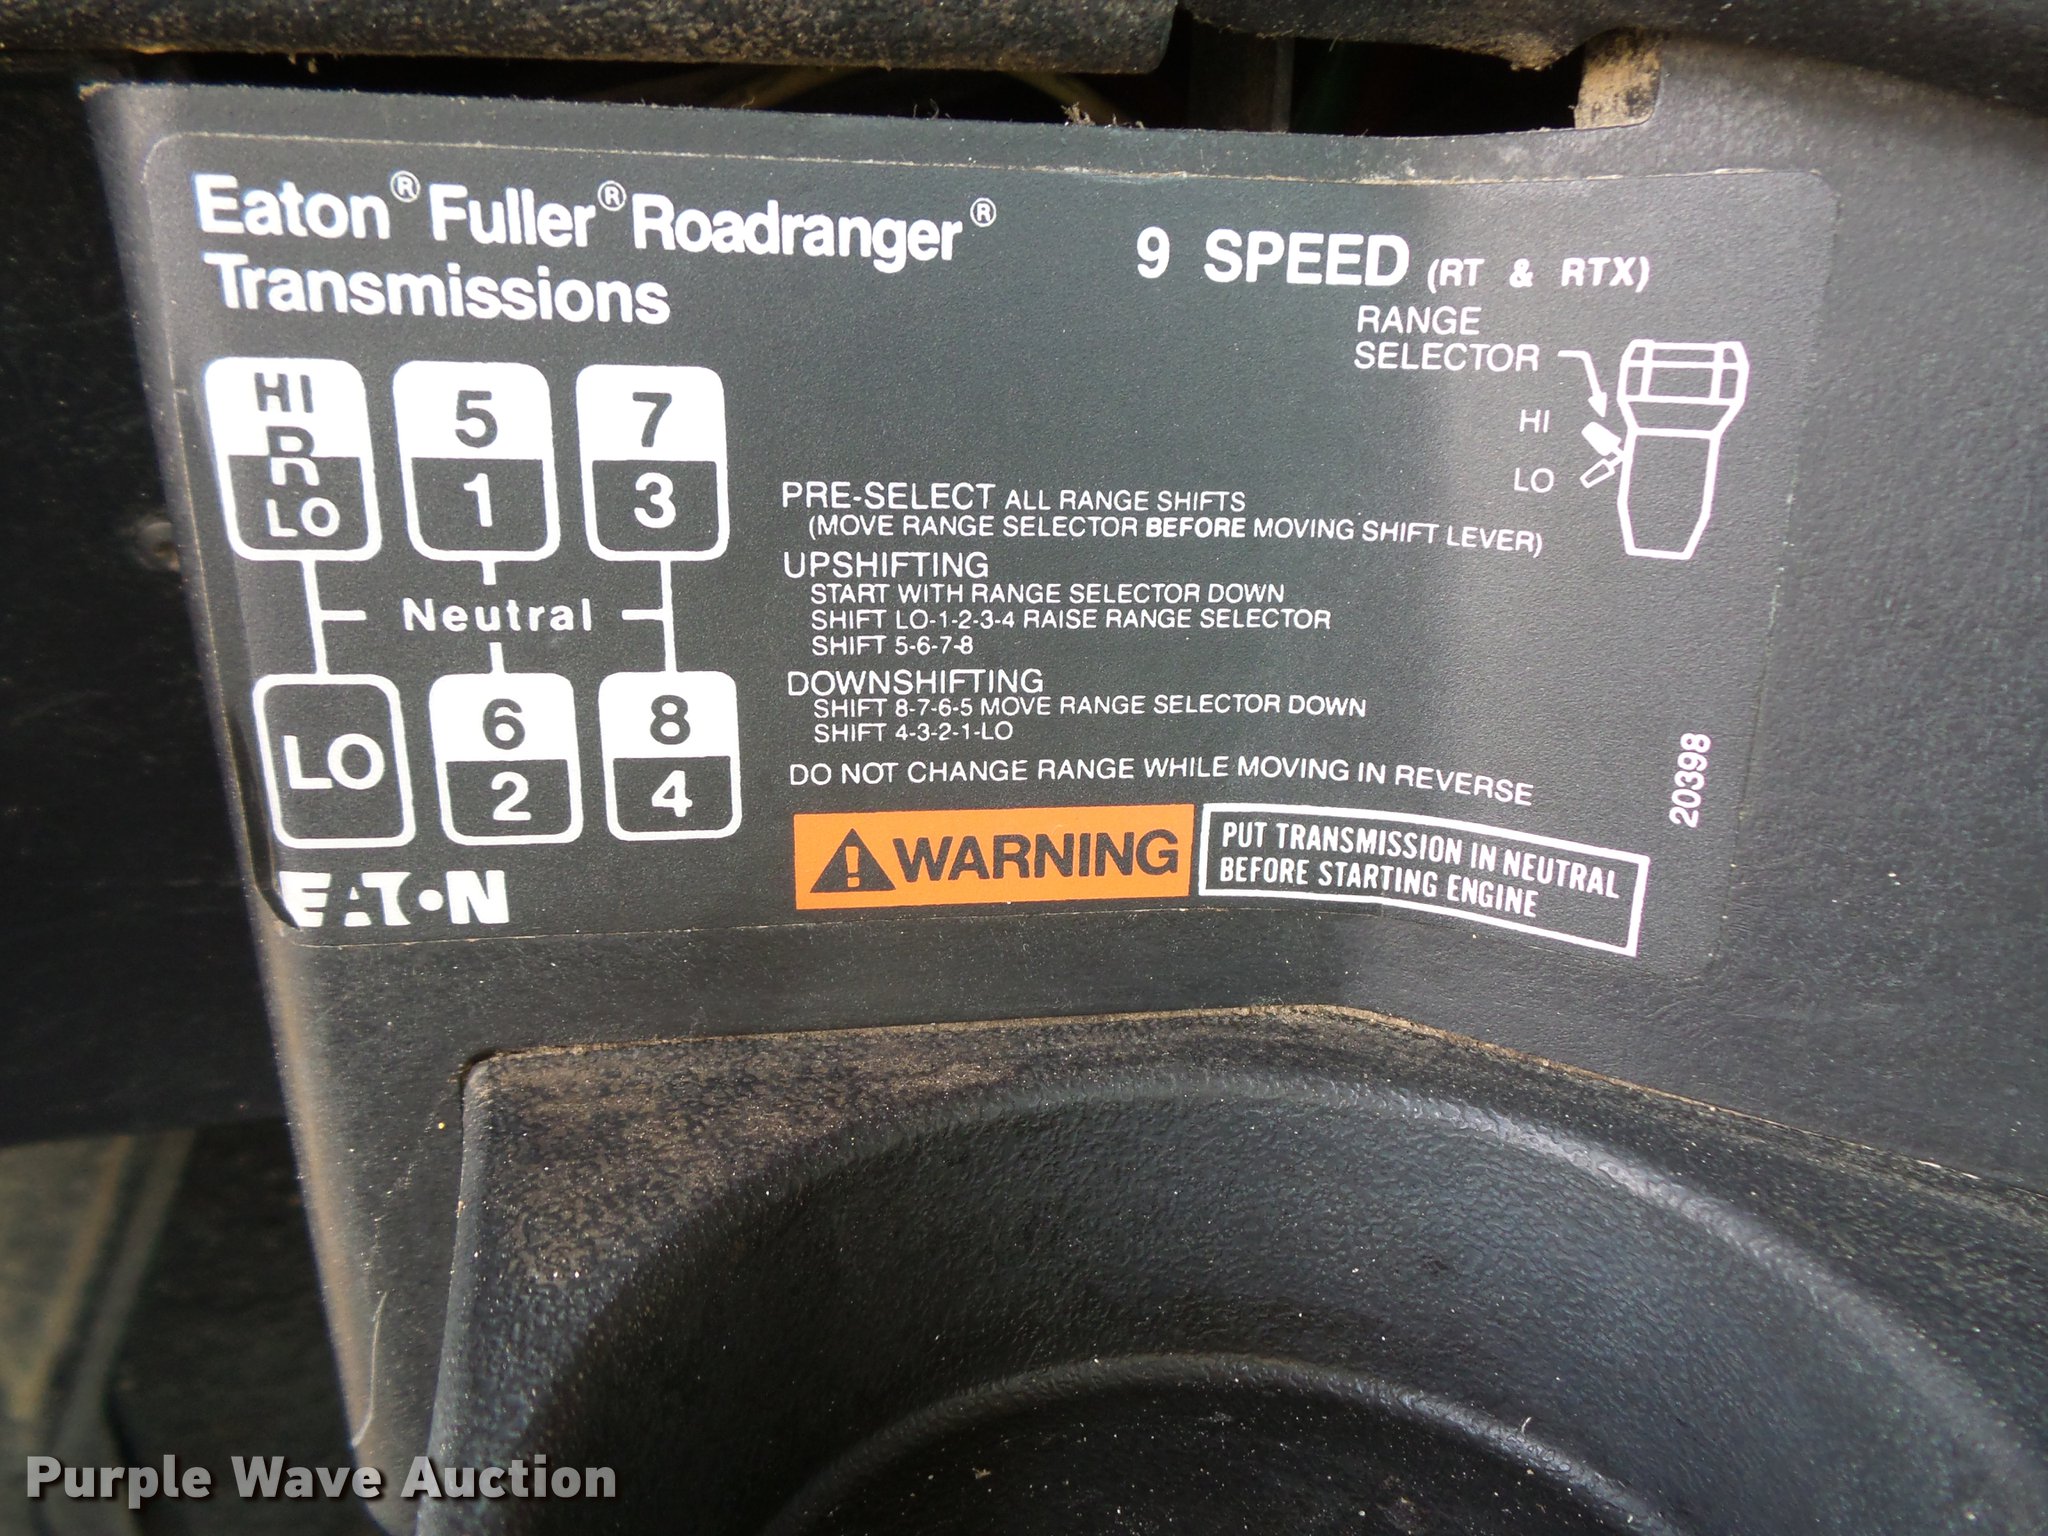 Eaton® Fuller® Roadranger®
Transmissions
9 SPEED (RT & RTX)
RANGE
SELECTOR
HI
LO
HI
R
R
LO
5
1
7
3
Neutral
LO
6
2
8
4
PRE-SELECT ALL RANGE SHIFTS
(MOVE RANGE SELECTOR BEFORE MOVING SHIFT LEVER)
UPSHIFTING
START WITH RANGE SELECTOR DOWN
SHIFT LO-1-2-3-4 RAISE RANGE SELECTOR
SHIFT 5-6-7-8
DOWNSHIFTING
SHIFT 8-7-6-5 MOVE RANGE SELECTOR DOWN
SHIFT 4-3-2-1-LO
DO NOT CHANGE RANGE WHILE MOVING IN REVERSE
20398
WARNING
PUT TRANSMISSION IN NEUTRAL
BEFORE STARTING ENGINE
EATON
Purple Wave Auction